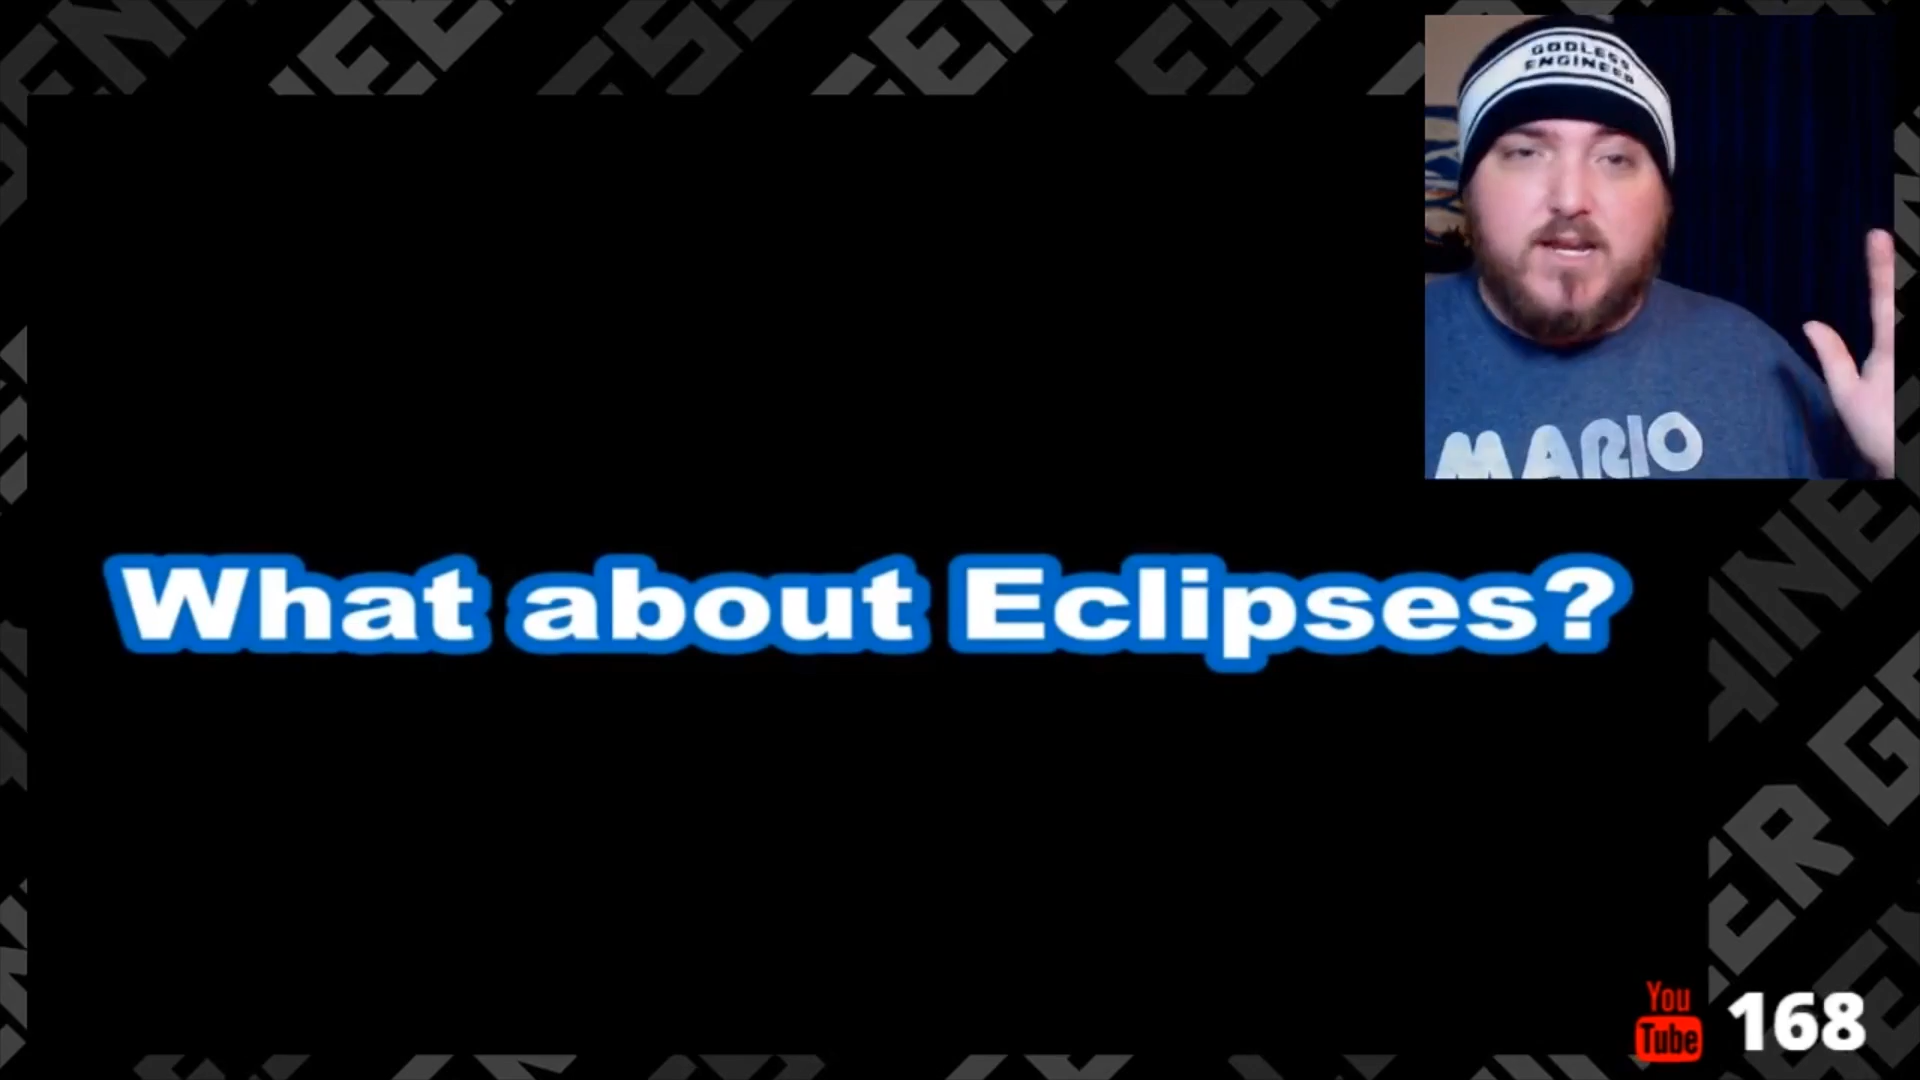 GODLESS
ENGINEER
MARIO
What about Eclipses?
You
Tube
168